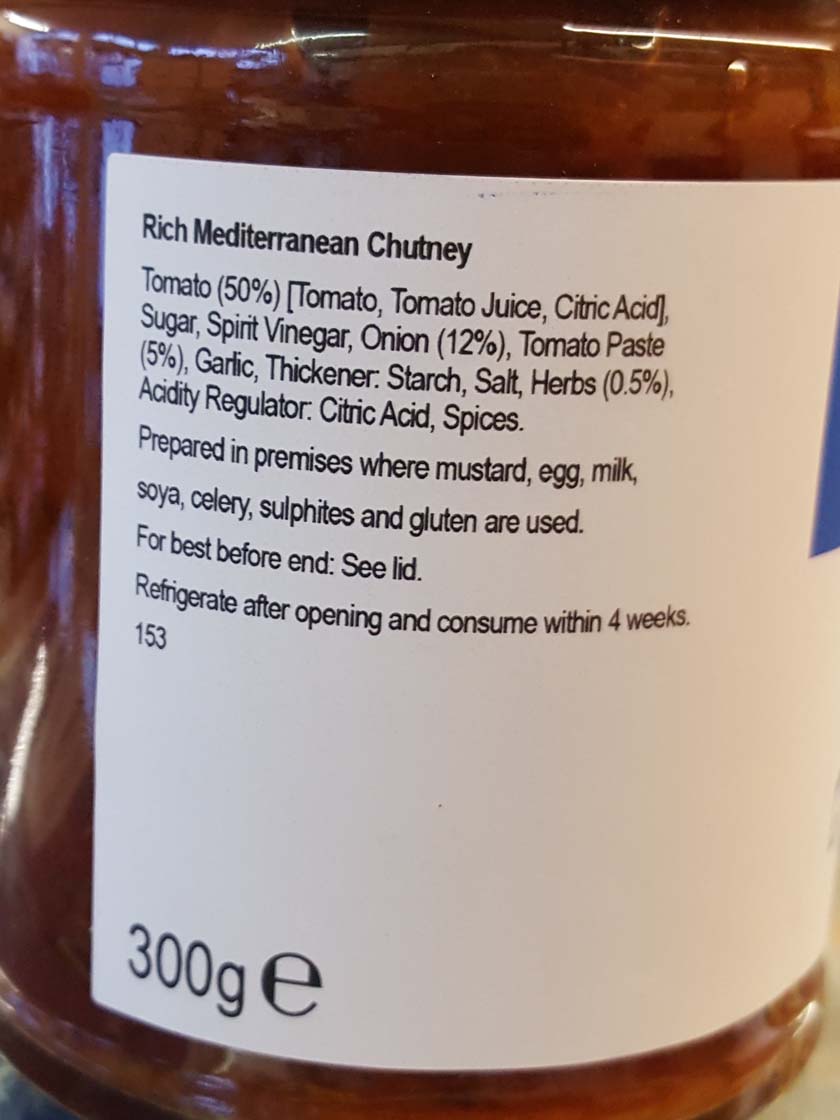 Rich Mediterranean Chutney
Tomato (50%) [Tomato, Tomato Juice, Citric Acid],
Sugar, Spirit Vinegar, Onion (12%), Tomato Paste
(5%), Garlic, Thickener: Starch, Salt, Herbs (0.5%),
Acidity Regulator: Citric Acid, Spices.
Prepared in premises where mustard, egg, milk,
soya, celery, sulphites and gluten are used.
For best before end: See lid.
Refrigerate after opening and consume within 4 weeks.
153
300g ℮